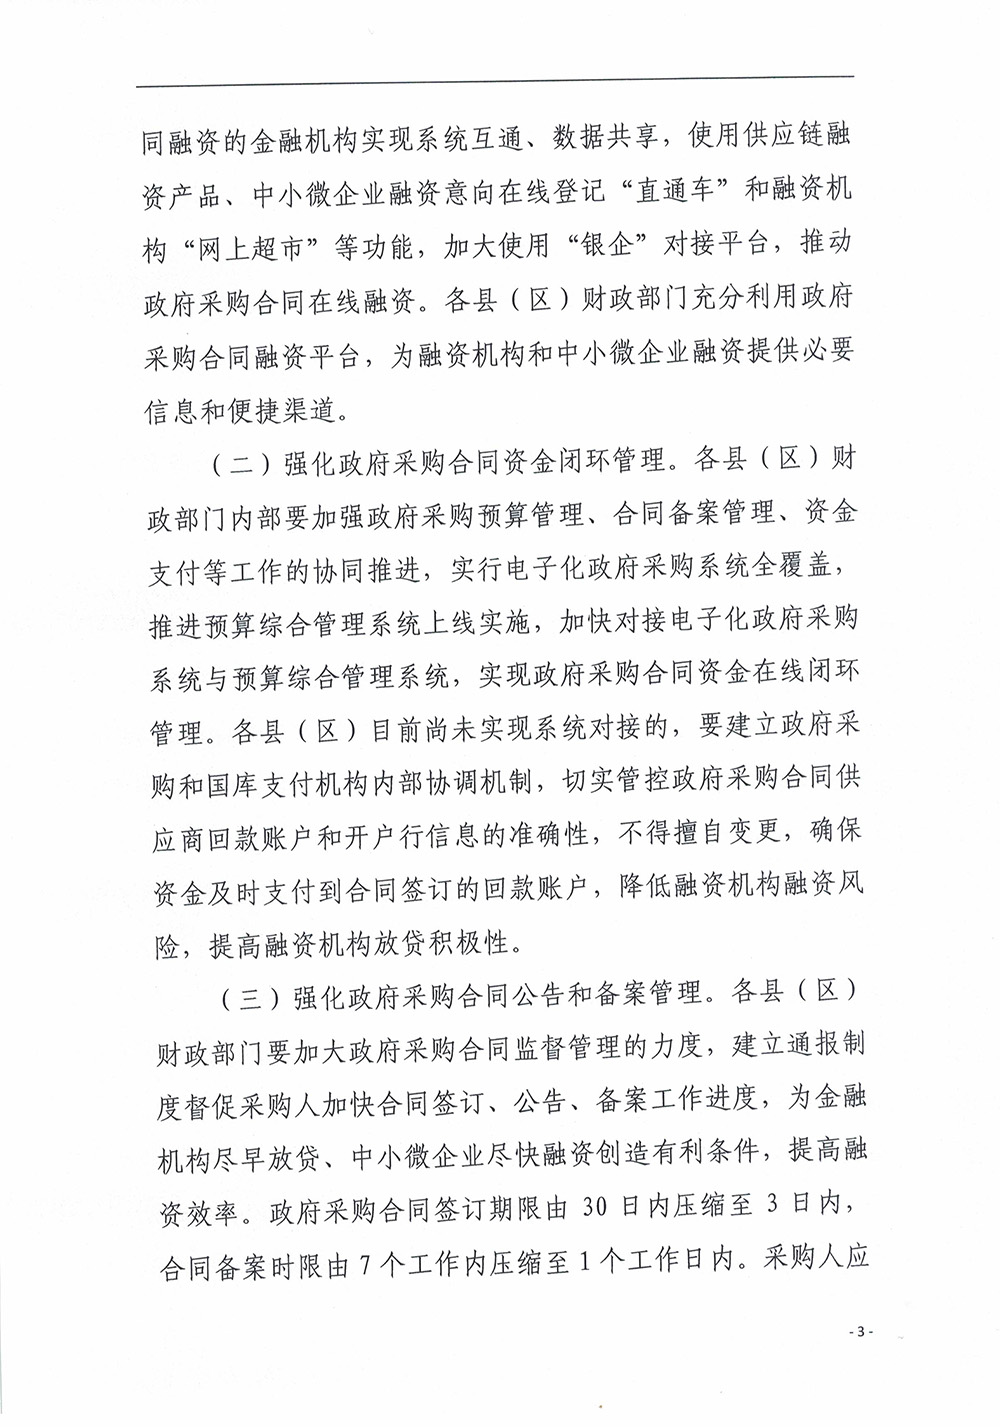 同融资的金融机构实现系统互通、数据共享，使用供应链融
资产品、中小微企业融资意向在线登记“直通车”和融资机
构“网上超市”等功能，加大使用“银企”对接平台，推动
政府采购合同在线融资。各县（区）财政部门充分利用政府
采购合同融资平台，为融资机构和中小微企业融资提供必要
信息和便捷渠道。
（二）强化政府采购合同资金闭环管理。各县（区）财
政部门内部要加强政府采购预算管理、合同备案管理、资金
支付等工作的协同推进，实行电子化政府采购系统全覆盖，
推进预算综合管理系统上线实施，加快对接电子化政府采购
系统与预算综合管理系统，实现政府采购合同资金在线闭环
管理。各县（区）目前尚未实现系统对接的，要建立政府采
购和国库支付机构内部协调机制，切实管控政府采购合同供
应商回款账户和开户行信息的准确性，不得擅自变更，确保
资金及时支付到合同签订的回款账户，降低融资机构融资风
险，提高融资机构放贷积极性。
（三）强化政府采购合同公告和备案管理。各县（区）
财政部门要加大政府采购合同监督管理的力度，建立通报制
度督促采购人加快合同签订、公告、备案工作进度，为金融
机构尽早放贷、中小微企业尽快融资创造有利条件，提高融
资效率。政府采购合同签订期限由 30 日内压缩至 3 日内，
合同备案时限由 7 个工作内压缩至 1 个工作日内。采购人应
- 3 -